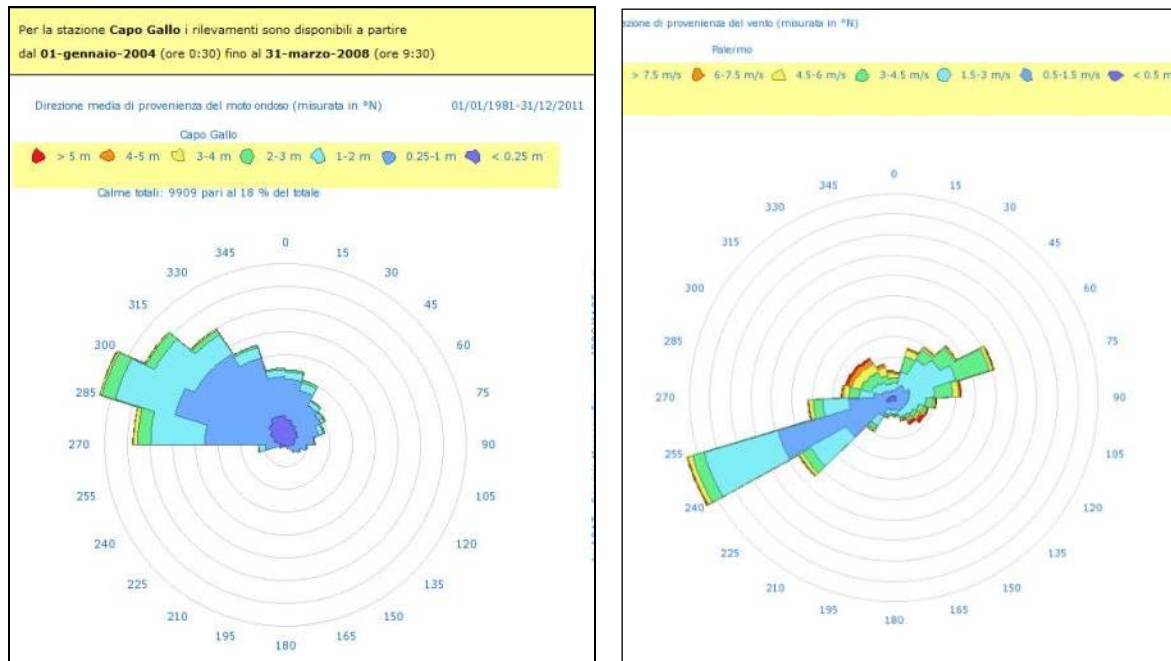 Per la stazione Capo Gallo i rilevamenti sono disponibili a partire
dal 01-gennaio-2004 (ore 0:30) fino al 31-marzo-2008 (ore 9:30)
Direzione media di provenienza del moto ondoso (misurata in °N) 01/01/1981-31/12/2011
Capo Gallo
> 5 m 4-5 m 3-4 m 2-3 m 1-2 m 0.25-1 m < 0.25 m
Calme totali: 9909 pari al 18 % del totale
0
345 15
330 30
315 45
300 60
285 75
270 90
255 105
240 120
225 135
210 150
195 165
180
azione di provenienza del vento (misurata in °N)
Palermo
> 7.5 m/s 6-7.5 m/s 4.5-6 m/s 3-4.5 m/s 1.5-3 m/s 0.5-1.5 m/s < 0.5 m
0
345 15
330 30
315 45
300 60
285 75
270 90
255 105
240 120
225 135
210 150
195 165
180